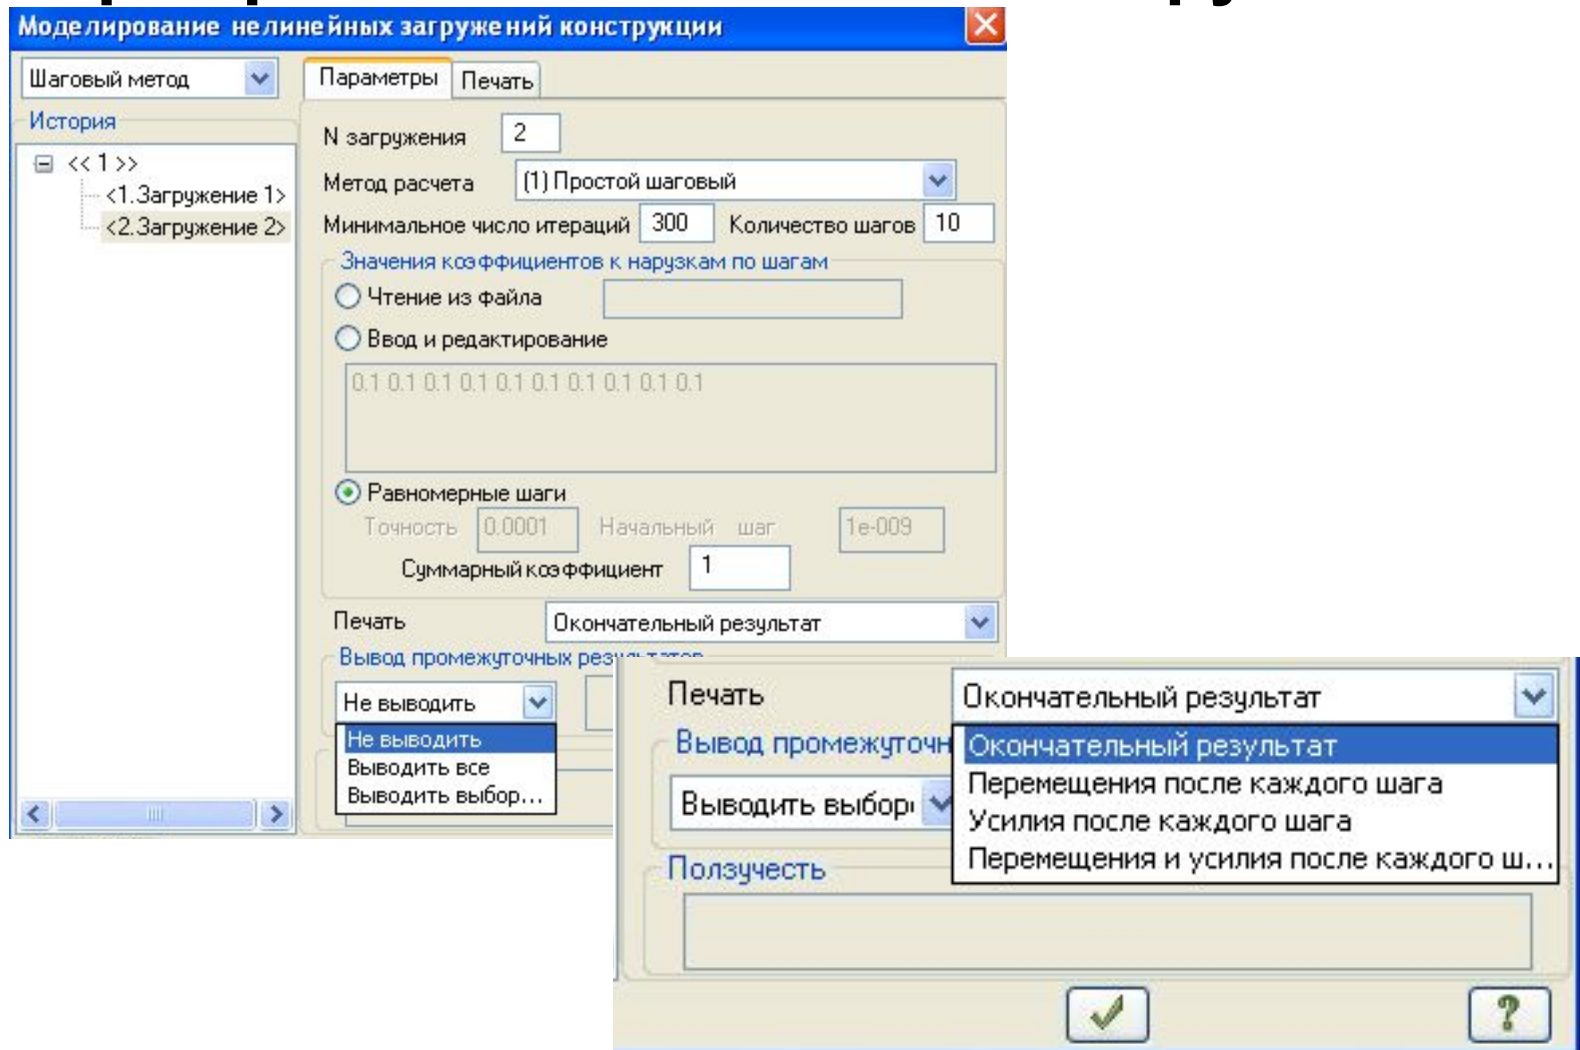 Моделирование нелинейных загружений конструкции
Шаговый метод
Параметры Печать
История
<< 1 >>
<1.Загружение 1>
<2.Загружение 2>
N загружения 2
Метод расчета (1) Простой шаговый
Минимальное число итераций 300 Количество шагов 10
Значения коэффициентов к нарузкам по шагам
Чтение из файла
Ввод и редактирование
0.1 0.1 0.1 0.1 0.1 0.1 0.1 0.1 0.1 0.1
Равномерные шаги
Точность 0.0001 Начальный шаг 1e-009
Суммарный коэффициент 1
Печать Окончательный результат
Вывод промежуточных
Не выводить
Не выводить
Выводить все
Выводить выбор...
Печать Окончательный результат
Вывод промежуточн
Окончательный результат
Перемещения после каждого шага
Усилия после каждого шага
Перемещения и усилия после каждого ш...
Выводить выбор
Ползучесть
?